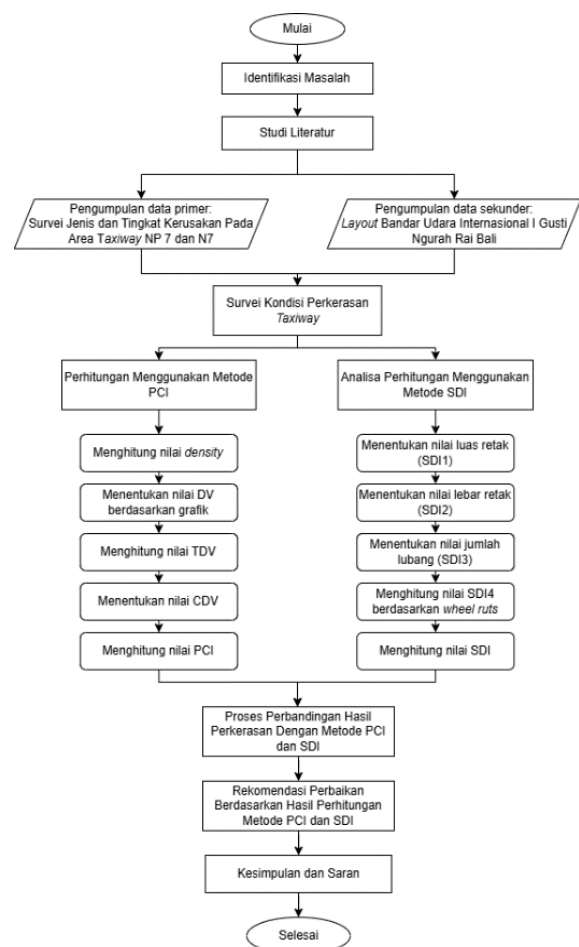 Mulai
Identifikasi Masalah
Studi Literatur
Pengumpulan data primer:
Survei Jenis dan Tingkat Kerusakan Pada
Area Taxiway NP 7 dan N7
Pengumpulan data sekunder:
Layout Bandar Udara Internasional I Gusti
Ngurah Rai Bali
Survei Kondisi Perkerasan
Taxiway
Perhitungan Menggunakan Metode
PCI
Menghitung nilai density
Menentukan nilai DV
berdasarkan grafik
Menghitung nilai TDV
Menentukan nilai CDV
Menghitung nilai PCI
Analisa Perhitungan Menggunakan
Metode SDI
Menentukan nilai luas retak
(SDI1)
Menentukan nilai lebar retak
(SDI2)
Menentukan nilai jumlah
lubang (SDI3)
Menghitung nilai SDI4
berdasarkan wheel ruts
Menghitung nilai SDI
Proses Perbandingan Hasil
Perkerasan Dengan Metode PCI
dan SDI
Rekomendasi Perbaikan
Berdasarkan Hasil Perhitungan
Metode PCI dan SDI
Kesimpulan dan Saran
Selesai